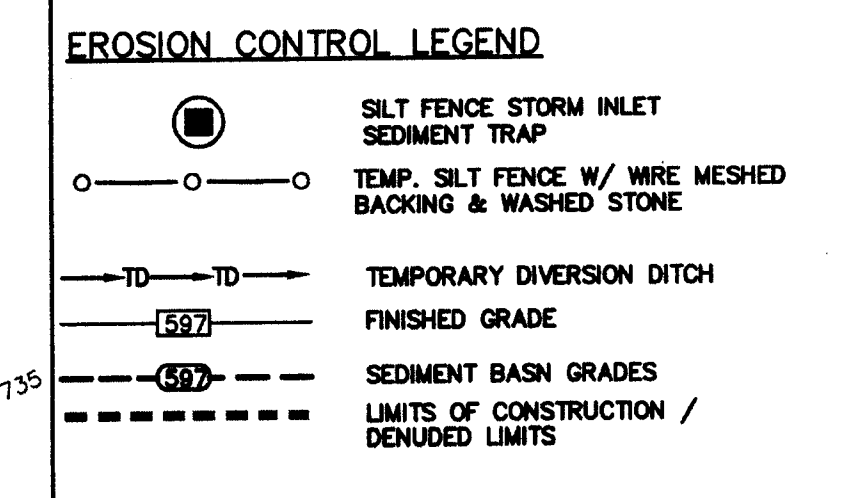 EROSION CONTROL LEGEND
SILT FENCE STORM INLET
SEDIMENT TRAP
TEMP. SILT FENCE W/ WIRE MESHED
BACKING & WASHED STONE
TD TD TEMPORARY DIVERSION DITCH
597 FINISHED GRADE
735
597 SEDIMENT BASN GRADES
LIMITS OF CONSTRUCTION /
DENUDED LIMITS